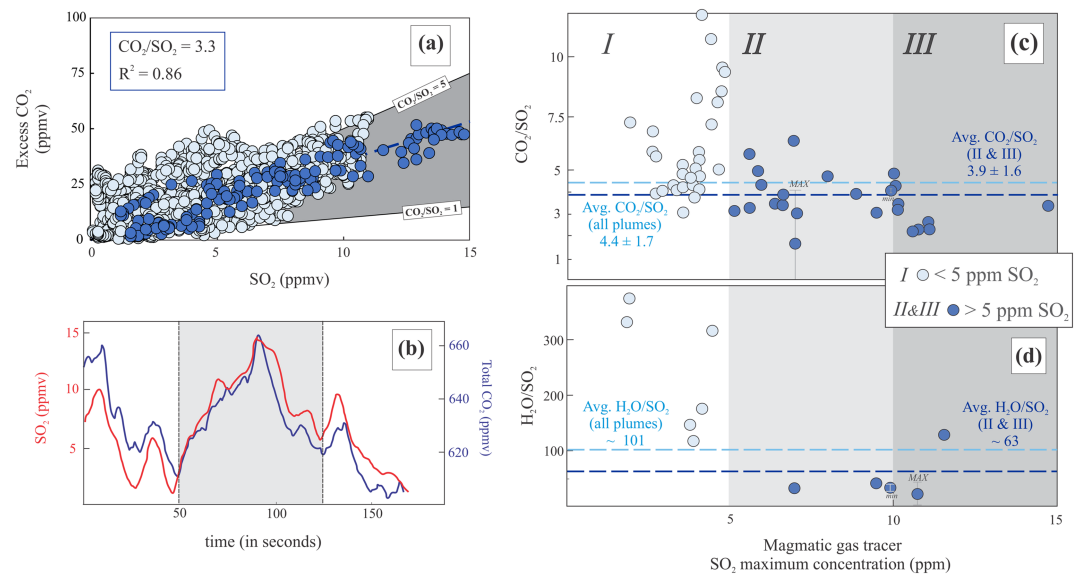 (a)
CO2/SO2 = 3.3
R2 = 0.86
Excess CO2
(ppmv)
100
75
50
25
0
CO2/SO2 = 5
CO2/SO2 = 1
0
5
10
15
SO2 (ppmv)
(b)
SO2 (ppmv)
15
10
5
Total CO2
(ppmv)
660
640
620
50
100
150
time (in seconds)
I
II
III
(c)
CO2/SO2
10
7.5
5
3
1
Avg. CO2/SO2
(II & III)
3.9 ± 1.6
MAX
min
Avg. CO2/SO2
(all plumes)
4.4 ± 1.7
I < 5 ppm SO2
II&III > 5 ppm SO2
(d)
H2O/SO2
300
200
100
Avg. H2O/SO2
(all plumes)
~ 101
Avg. H2O/SO2
(II & III)
~ 63
MAX
min
5
10
15
Magmatic gas tracer
SO2 maximum concentration (ppm)